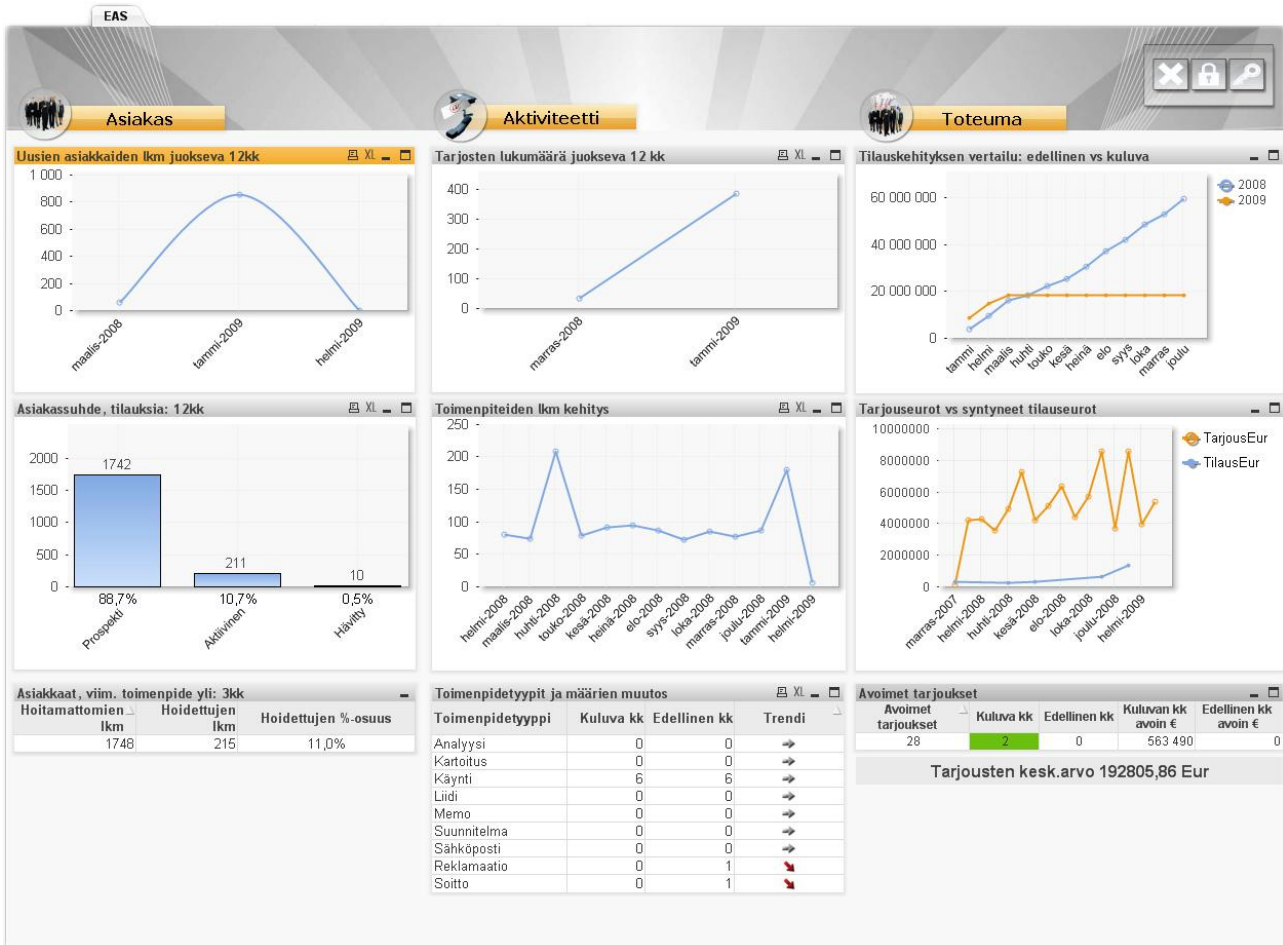 EAS
Asiakas
Aktiviteetti
Toteuma
Uusien asiakkaiden lkm juokseva 12kk
XL
1 000
800
600
400
200
0
maalis-2008
tammi-2009
helmi-2009
Tarjosten lukumäärä juokseva 12 kk
XL
400
300
200
100
0
marras-2008
tammi-2009
Tilauskehityksen vertailu: edellinen vs kuluva
60 000 000
40 000 000
20 000 000
0
tammi
helmi
maalis
huhti
touko
kesä
heinä
elo
syys
loka
marras
joulu
2008
2009
Asiakassuhde, tilauksia: 12kk
XL
2000
1500
1000
500
0
1742
211
10
88,7%
10,7%
0,5%
Prospekti
Aktiivinen
Hävitty
Toimenpiteiden lkm kehitys
XL
250
200
150
100
50
0
helmi-2008
maalis-2008
huhti-2008
touko-2008
kesä-2008
heinä-2008
elo-2008
syys-2008
loka-2008
marras-2008
joulu-2008
tammi-2009
helmi-2009
Tarjouseurot vs syntyneet tilauseurot
10000000
8000000
6000000
4000000
2000000
0
marras-2007
helmi-2008
huhti-2008
kesä-2008
elo-2008
loka-2008
joulu-2008
helmi-2009
TarjousEur
TilausEur
Asiakkaat, viim. toimenpide yli: 3kk
Hoitamattomien lkm Hoidettujen lkm Hoidettujen %-osuus
1748 215 11,0%
Toimenpidetyypit ja määrien muutos
XL
Toimenpidetyyppi Kuluva kk Edellinen kk Trendi
Analyysi 0 0
Kartoitus 0 0
Käynti 6 6
Liidi 0 0
Memo 0 0
Suunnitelma 0 0
Sähköposti 0 0
Reklamaatio 0 1
Soitto 0 1
Avoimet tarjoukset
Avoimet tarjoukset Kuluva kk Edellinen kk Kuluvan kk avoin € Edellinen kk avoin €
28 2 0 563 490 0
Tarjousten kesk.arvo 192805,86 Eur